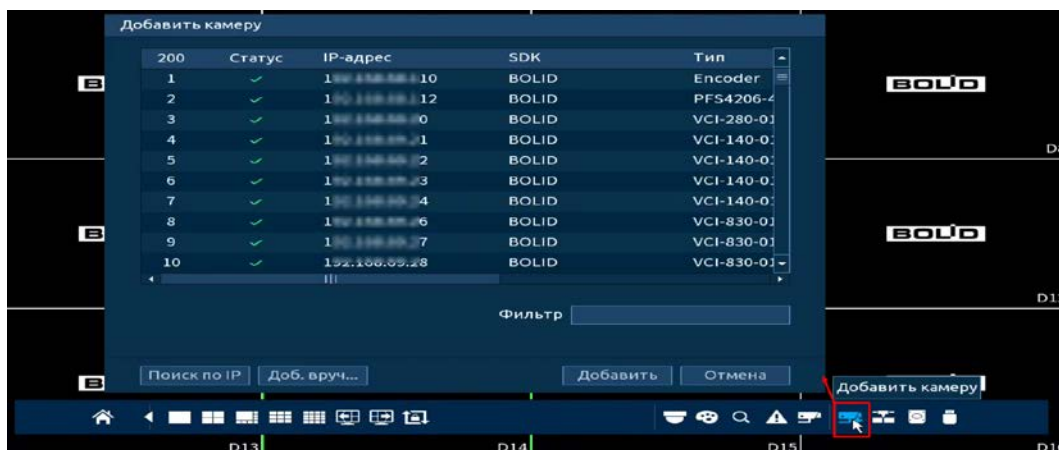 Добавить камеру
200 Статус IP-адрес SDK Тип
1 10 BOLID Encoder
2 12 BOLID PFS4206-4
3 BOLID VCI-280-01
4 BOLID VCI-140-01
5 BOLID VCI-140-01
6 BOLID VCI-140-0
7 BOLID VCI-140-01
8 BOLID VCI-830-01
9 BOLID VCI-830-01
10 BOLID VCI-830-01
BOLID
BOLID
Фильтр
Поиск по IP Доб. вруч... Добавить Отмена
Добавить камеру
D13 D14 D15